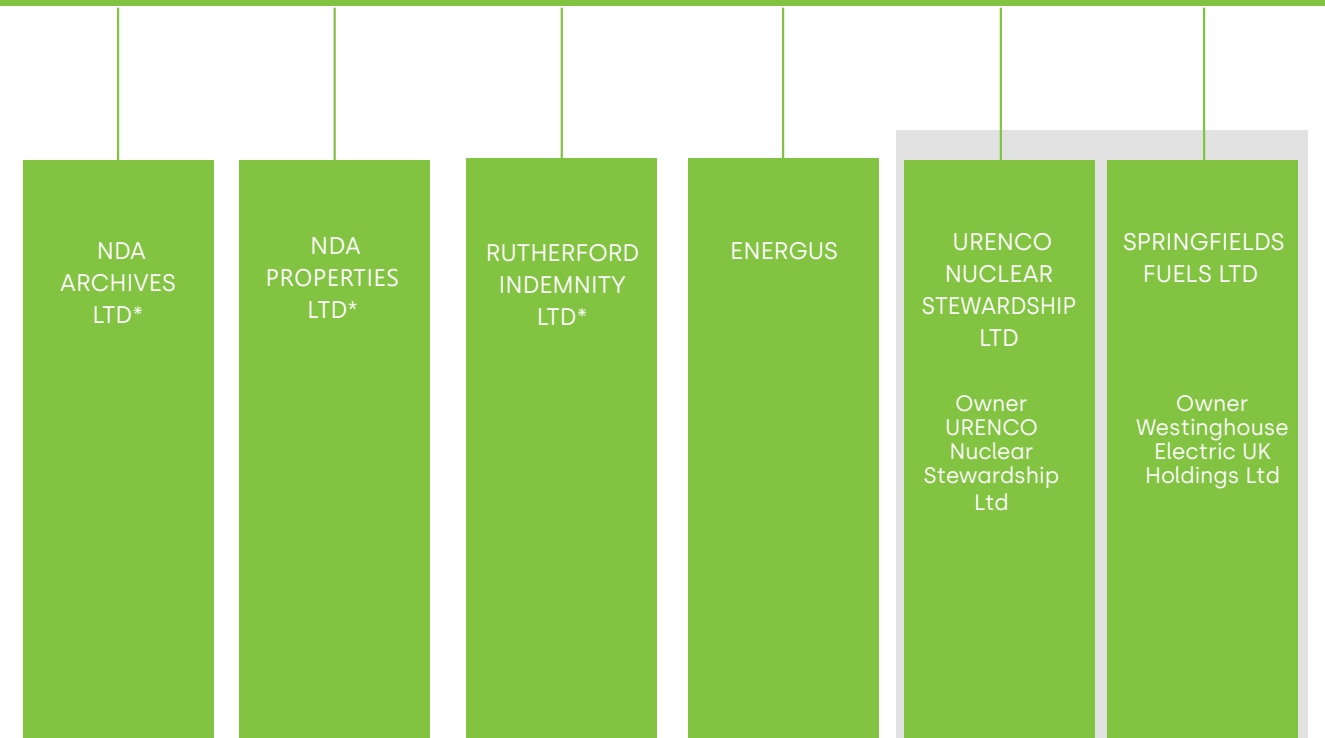 NDA
ARCHIVES
LTD*
NDA
PROPERTIES
LTD*
RUTHERFORD
INDEMNITY
LTD*
ENERGUS
URENCO
NUCLEAR
STEWARDSHIP
LTD
Owner
URENCO
Nuclear
Stewardship
Ltd
SPRINGFIELDS
FUELS LTD
Owner
Westinghouse
Electric UK
Holdings Ltd